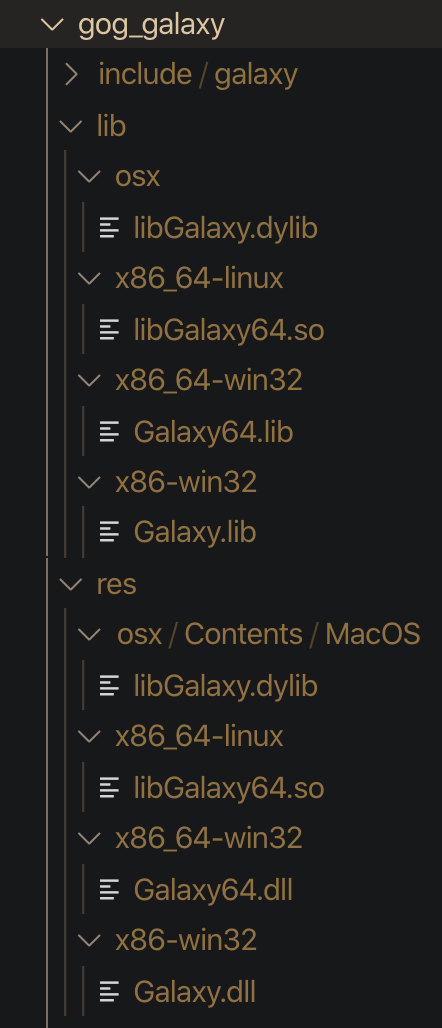 gog_galaxy
include / galaxy
lib
osx
libGalaxy.dylib
x86_64-linux
libGalaxy64.so
x86_64-win32
Galaxy64.lib
x86-win32
Galaxy.lib
res
osx / Contents / MacOS
libGalaxy.dylib
x86_64-linux
libGalaxy64.so
x86_64-win32
Galaxy64.dll
x86-win32
Galaxy.dll